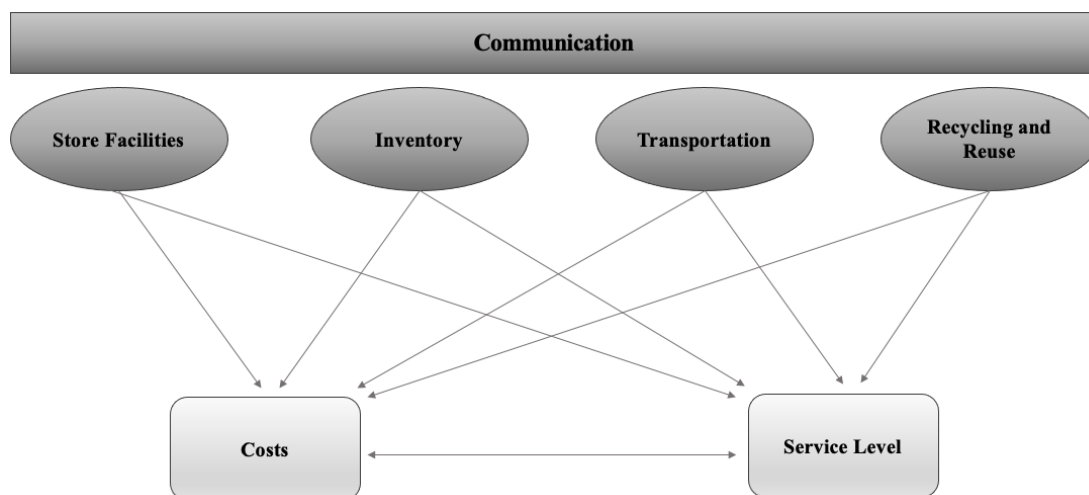 Communication
Store Facilities
Inventory
Transportation
Recycling and
Reuse
Costs
Service Level